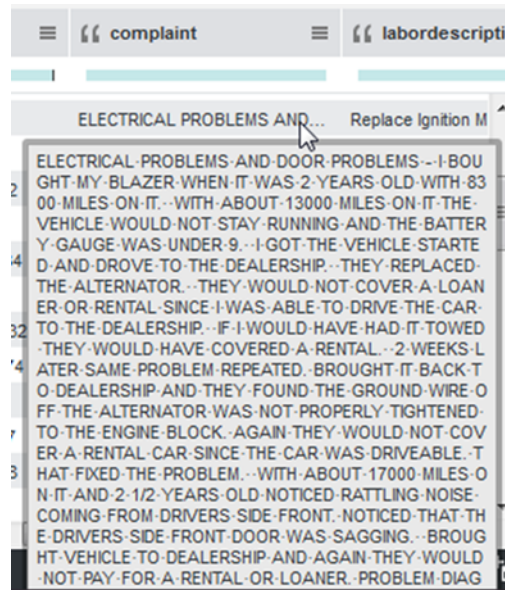 complaint
labordescripti
ELECTRICAL PROBLEMS AND...
Replace Ignition M
ELECTRICAL·PROBLEMS·AND·DOOR·PROBLEMS·-·I·BOU
GHT·MY·BLAZER·WHEN·IT·WAS·2·YEARS·OLD·WITH·83
00·MILES·ON·IT.··WITH·ABOUT·13000·MILES·ON·IT·THE·
VEHICLE·WOULD·NOT·STAY·RUNNING·AND·THE·BATTER
Y·GAUGE·WAS·UNDER·9.··I·GOT·THE·VEHICLE·STARTE
D·AND·DROVE·TO·THE·DEALERSHIP.··THEY·REPLACED·
THE·ALTERNATOR.··THEY·WOULD·NOT·COVER·A·LOAN
ER·OR·RENTAL·SINCE·I·WAS·ABLE·TO·DRIVE·THE·CAR·
TO·THE·DEALERSHIP.··IF·I·WOULD·HAVE·HAD·IT·TOWED
·THEY·WOULD·HAVE·COVERED·A·RENTAL.··2·WEEKS·L
ATER·SAME·PROBLEM·REPEATED.·BROUGHT·IT·BACK·T
O·DEALERSHIP·AND·THEY·FOUND·THE·GROUND·WIRE·O
FF·THE·ALTERNATOR·WAS·NOT·PROPERLY·TIGHTENED·
TO·THE·ENGINE·BLOCK.·AGAIN·THEY·WOULD·NOT·COV
ER·A·RENTAL·CAR·SINCE·THE·CAR·WAS·DRIVEABLE.·T
HAT·FIXED·THE·PROBLEM.··WITH·ABOUT·17000·MILES·O
N·IT·AND·2-1/2·YEARS·OLD·NOTICED·RATTLING·NOISE·
COMING·FROM·DRIVERS·SIDE·FRONT.·NOTICED·THAT·TH
E·DRIVERS·SIDE·FRONT·DOOR·WAS·SAGGING.··BROUG
HT·VEHICLE·TO·DEALERSHIP·AND·AGAIN·THEY·WOULD
·NOT·PAY·FOR·A·RENTAL·OR·LOANER.·PROBLEM·DIAG